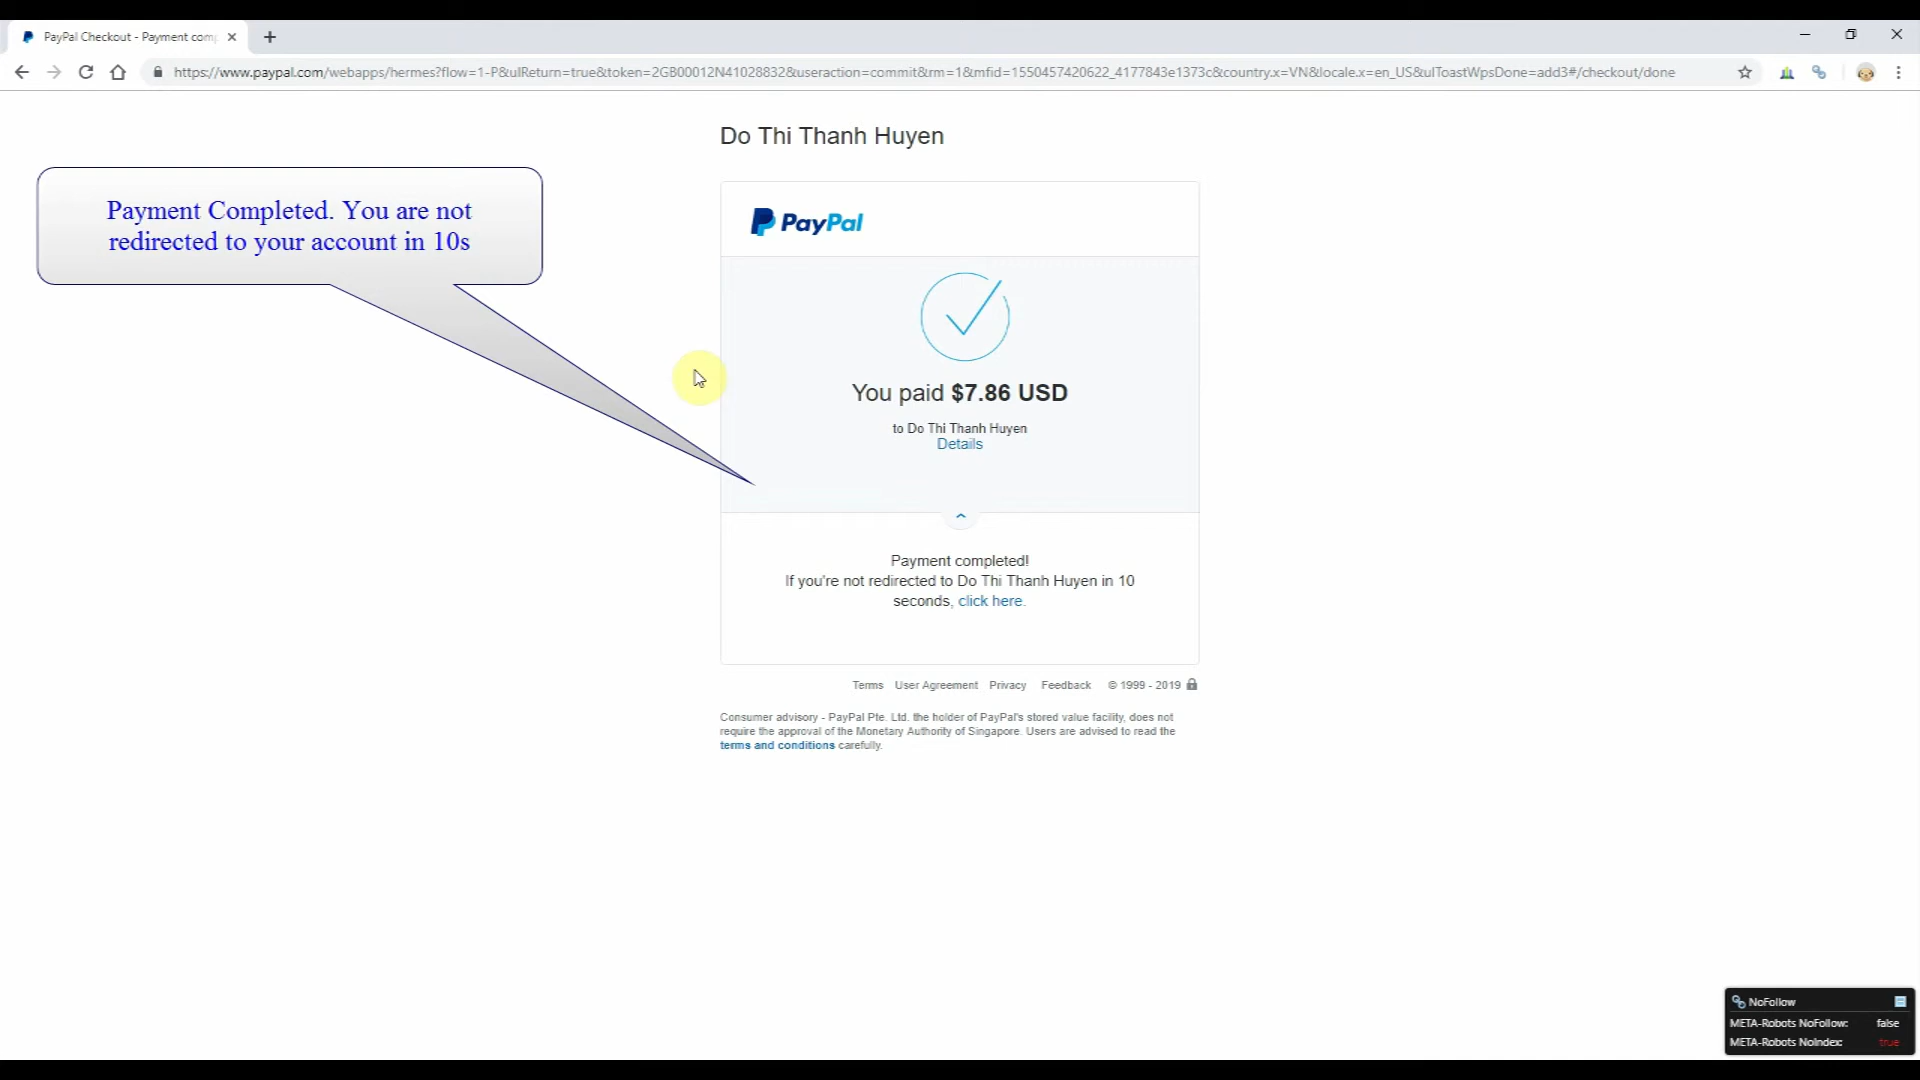 PayPal Checkout - Payment comp
https://www.paypal.com/webapps/hermes?flow=1-P&ulReturn=true&token=2GB00012N41028832&useraction=commit&rm=1&mfid=1550457420622_4177843e1373c&country.x=VN&locale.x=en_US&ulToastWpsDone=add3#/checkout/done
Do Thi Thanh Huyen
Payment Completed. You are not
redirected to your account in 10s
PayPal
You paid $7.86 USD
to Do Thi Thanh Huyen
Details
Payment completed!
If you're not redirected to Do Thi Thanh Huyen in 10
seconds, click here.
Terms User Agreement Privacy Feedback © 1999 - 2019
Consumer advisory - PayPal Pte. Ltd. the holder of PayPal's stored value facility, does not
require the approval of the Monetary Authority of Singapore. Users are advised to read the
terms and conditions carefully.
NoFollow
META-Robots NoFollow: false
META-Robots NoIndex: true